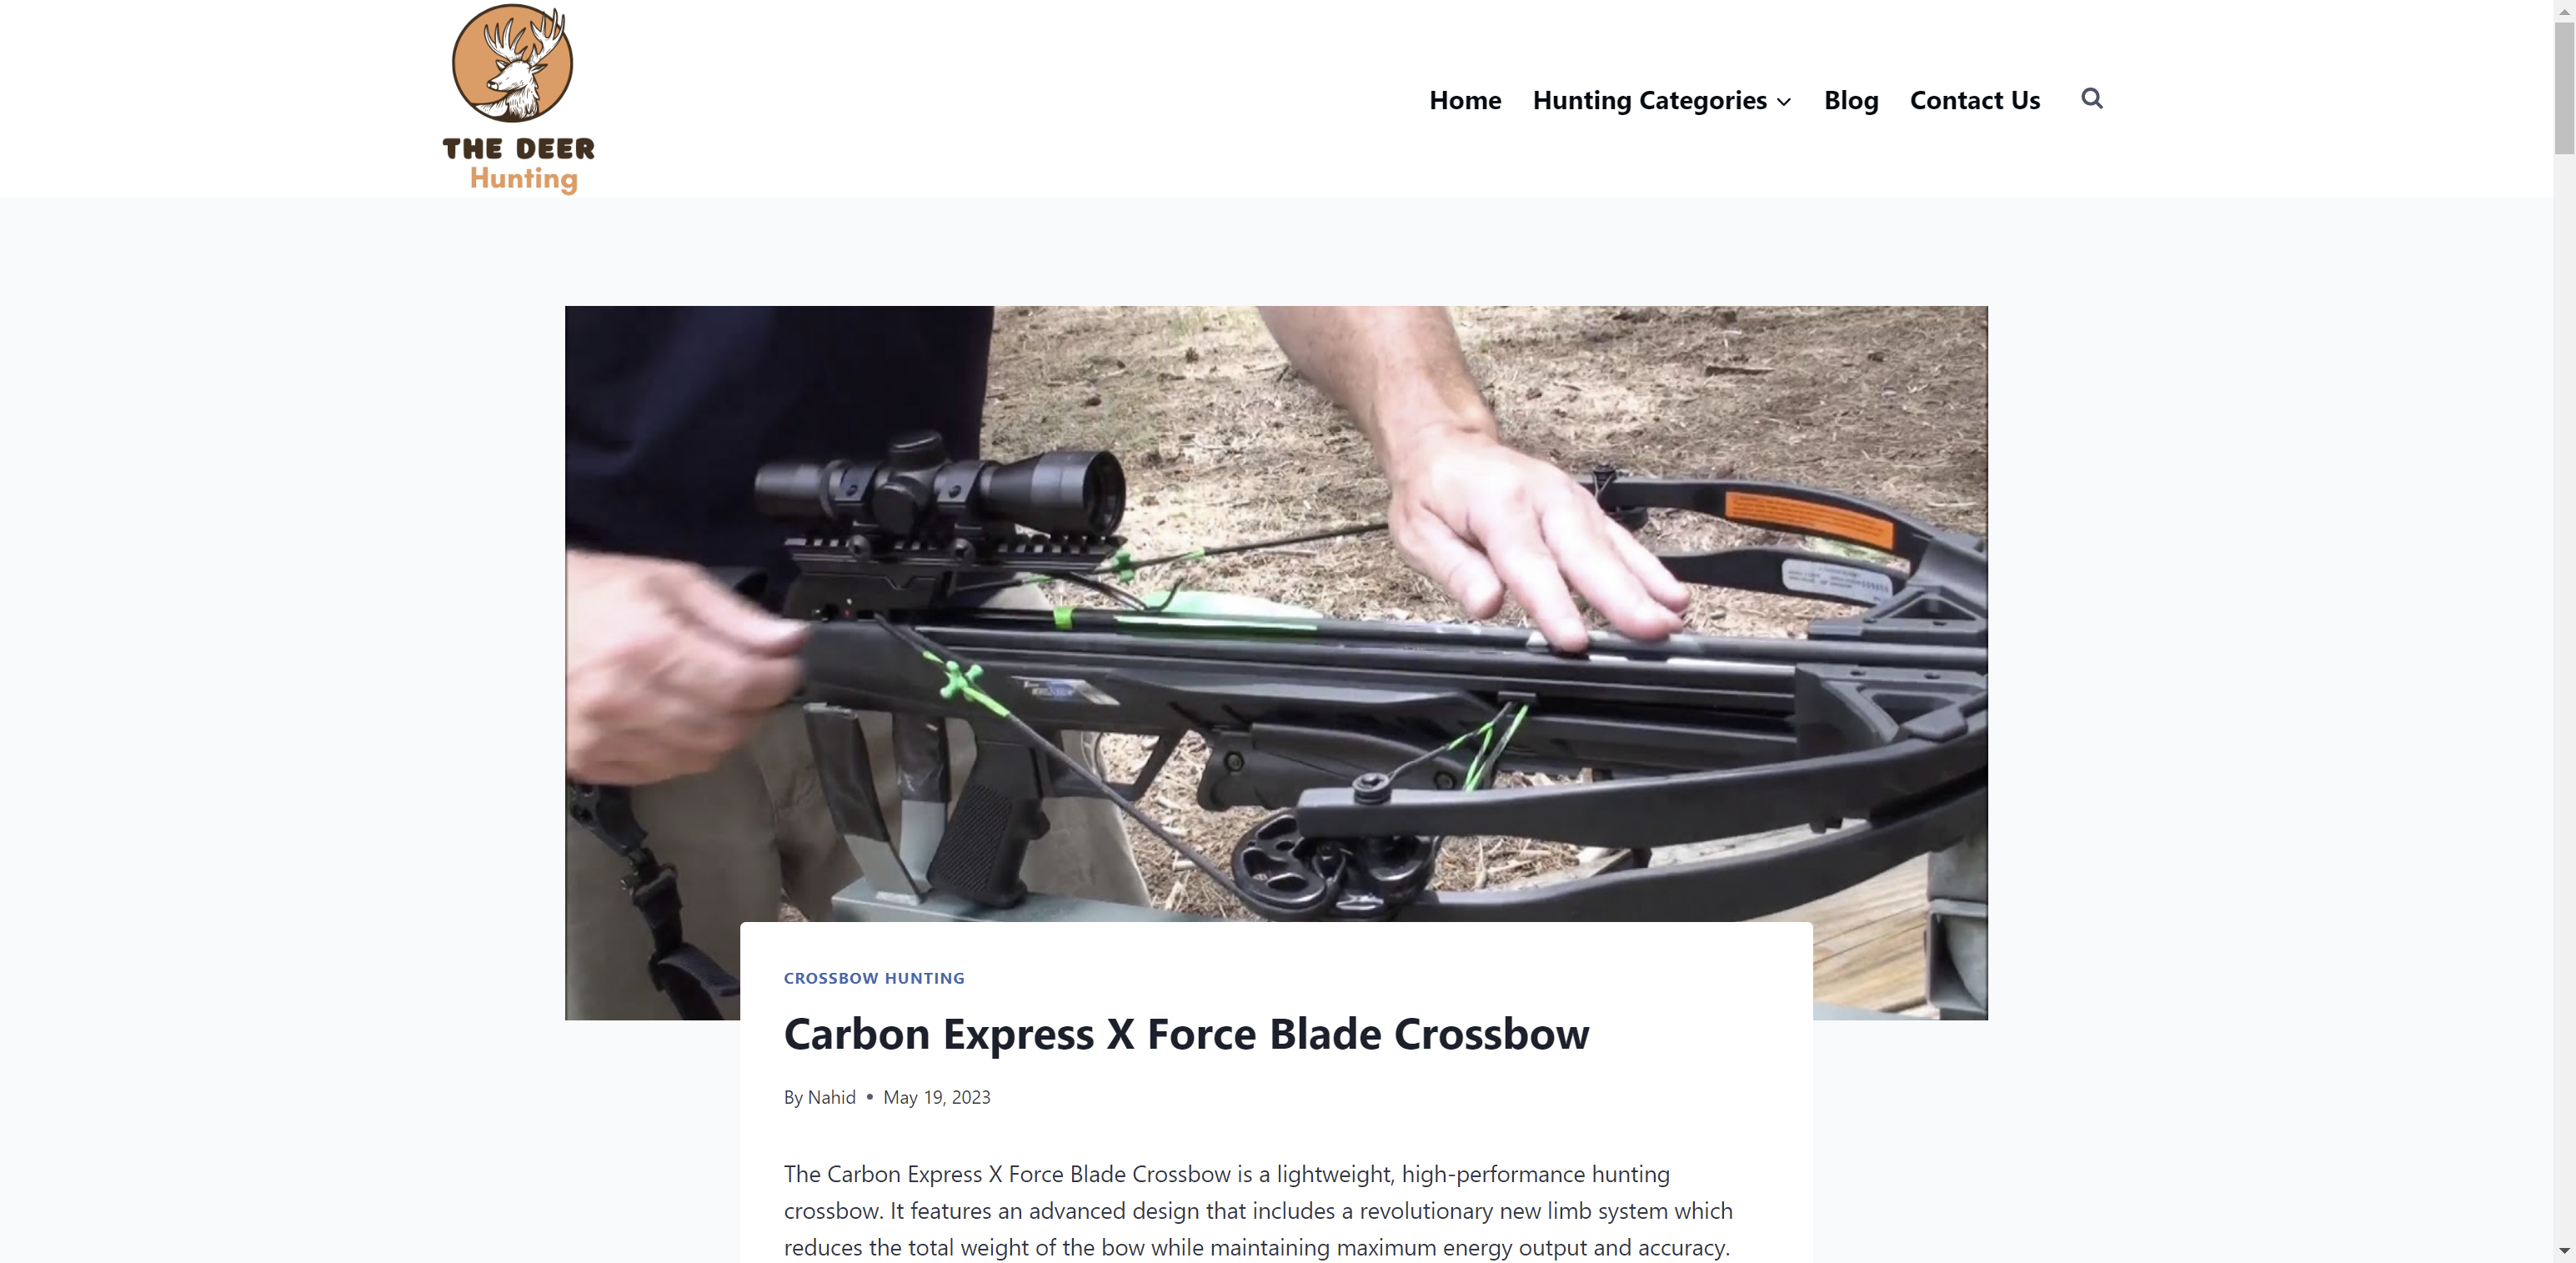 THE DEER
Hunting
Home
Hunting Categories
Blog
Contact Us
CROSSBOW HUNTING
Carbon Express X Force Blade Crossbow
By Nahid • May 19, 2023
The Carbon Express X Force Blade Crossbow is a lightweight, high-performance hunting
crossbow. It features an advanced design that includes a revolutionary new limb system which
reduces the total weight of the bow while maintaining maximum energy output and accuracy.